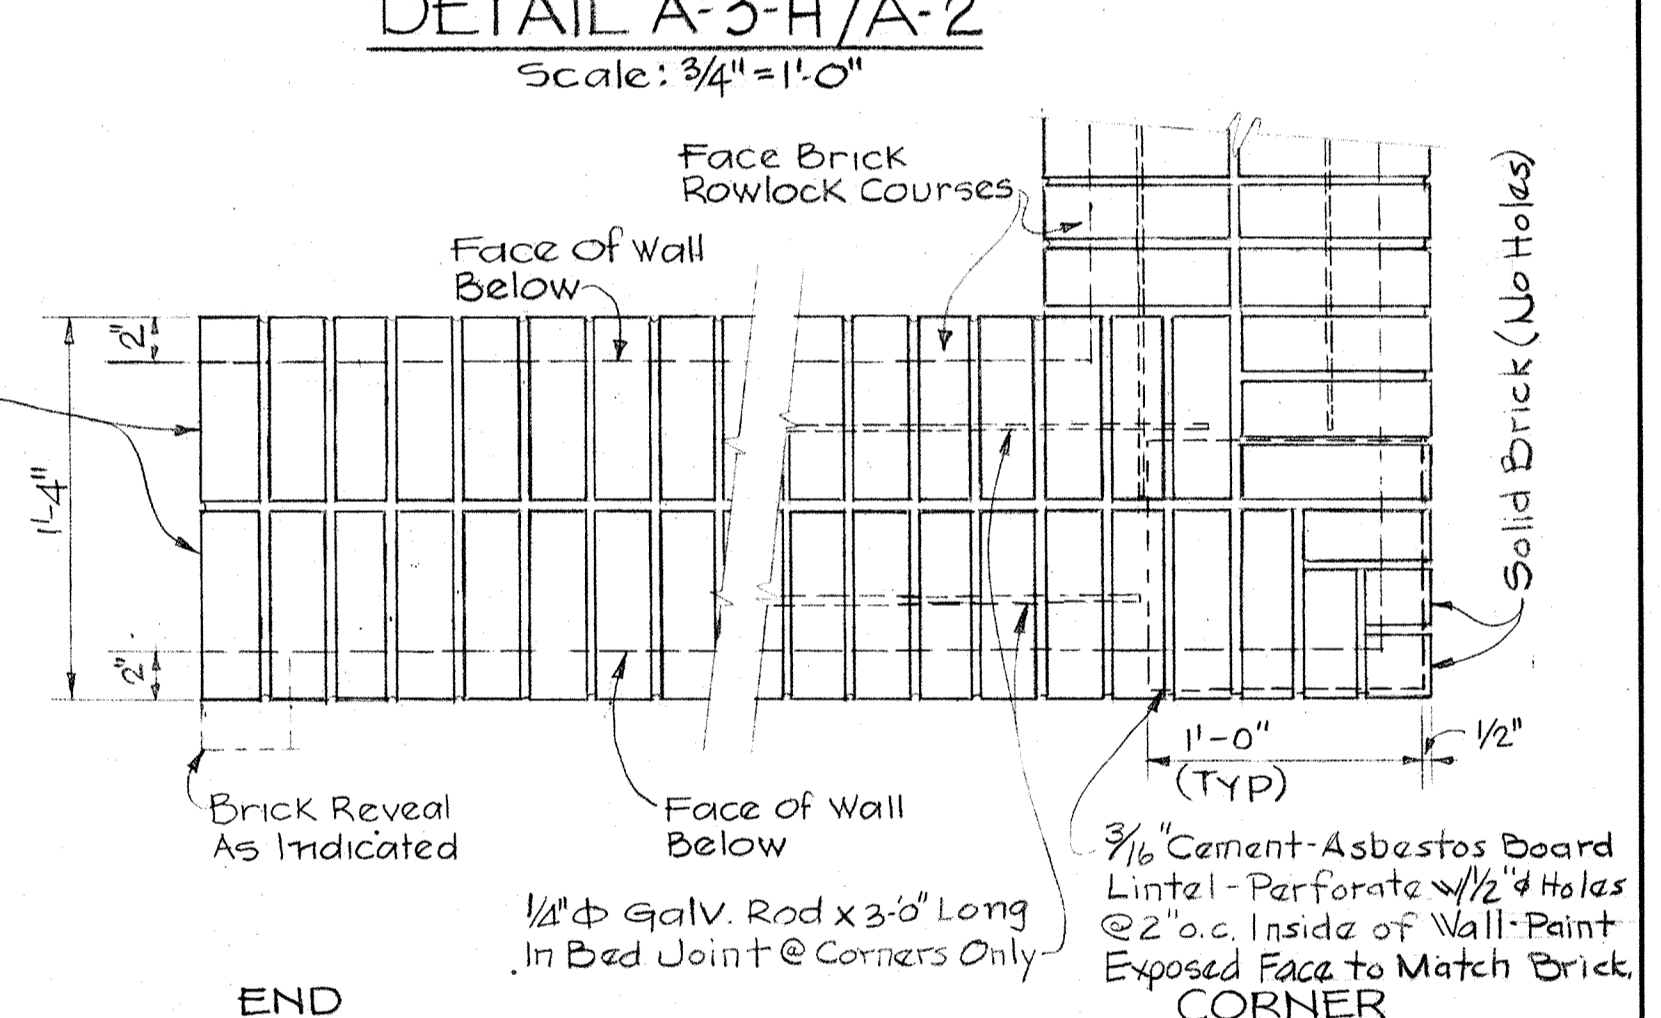 DETAIL A-3-H/A-2
Scale: 3/4"=1'-0"
Face Brick
Rowlock Courses
Face Of Wall
Below
2"
1'-4"
2"
Solid Brick (No Holes)
1'-0"
(TYP)
1/2"
Brick Reveal
As Indicated
Face Of Wall
Below
1/4"Φ Galv. Rod x 3'-0" Long
In Bed Joint @ Corners Only
3/16" Cement-Asbestos Board
Lintel-Perforate w/1/2"Φ Holes
@ 2" o.c. Inside of Wall-Paint
Exposed Face to Match Brick.
END
CORNER